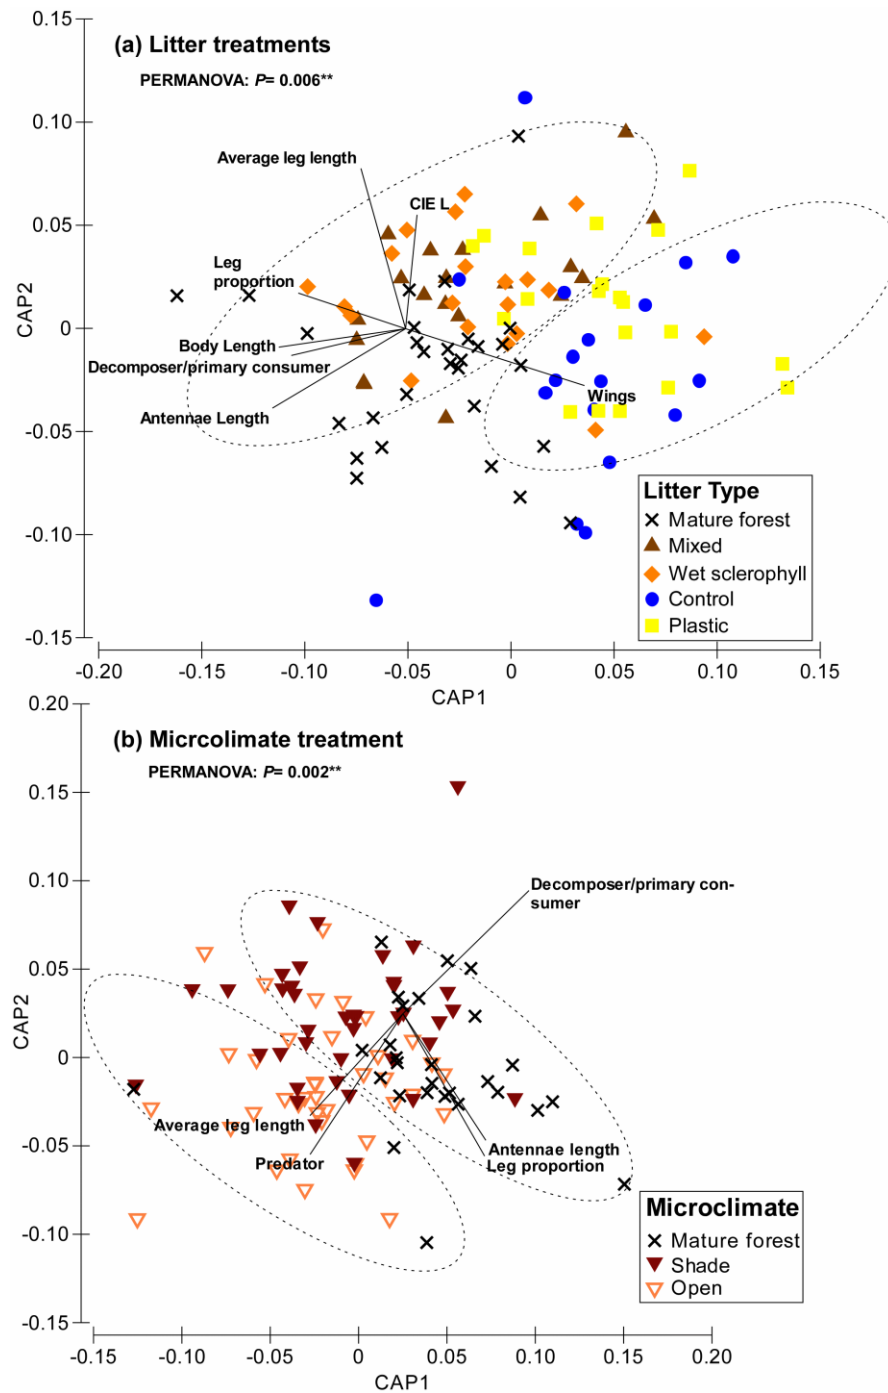 0.15
(a) Litter treatments
PERMANOVA: P= 0.006**
0.10
Average leg length
CIE L
0.05
Leg
proportion
CAP2
0
Body Length
Decomposer/primary consumer
Wings
Antennae Length
-0.05
Litter Type
Mature forest
-0.10
Mixed
Wet sclerophyll
Control
Plastic
-0.15
-0.20 -0.15 -0.10 -0.05 0 0.05 0.10 0.15
CAP1
0.20
(b) Micrcolimate treatment
PERMANOVA: P= 0.002**
0.15
0.10
Decomposer/primary con-
sumer
0.05
CAP2
0
Average leg length
Antennae length
Predator
Leg proportion
-0.05
Microclimate
-0.10
Mature forest
Shade
Open
-0.15
-0.15 -0.10 -0.05 0 0.05 0.10 0.15 0.20
CAP1